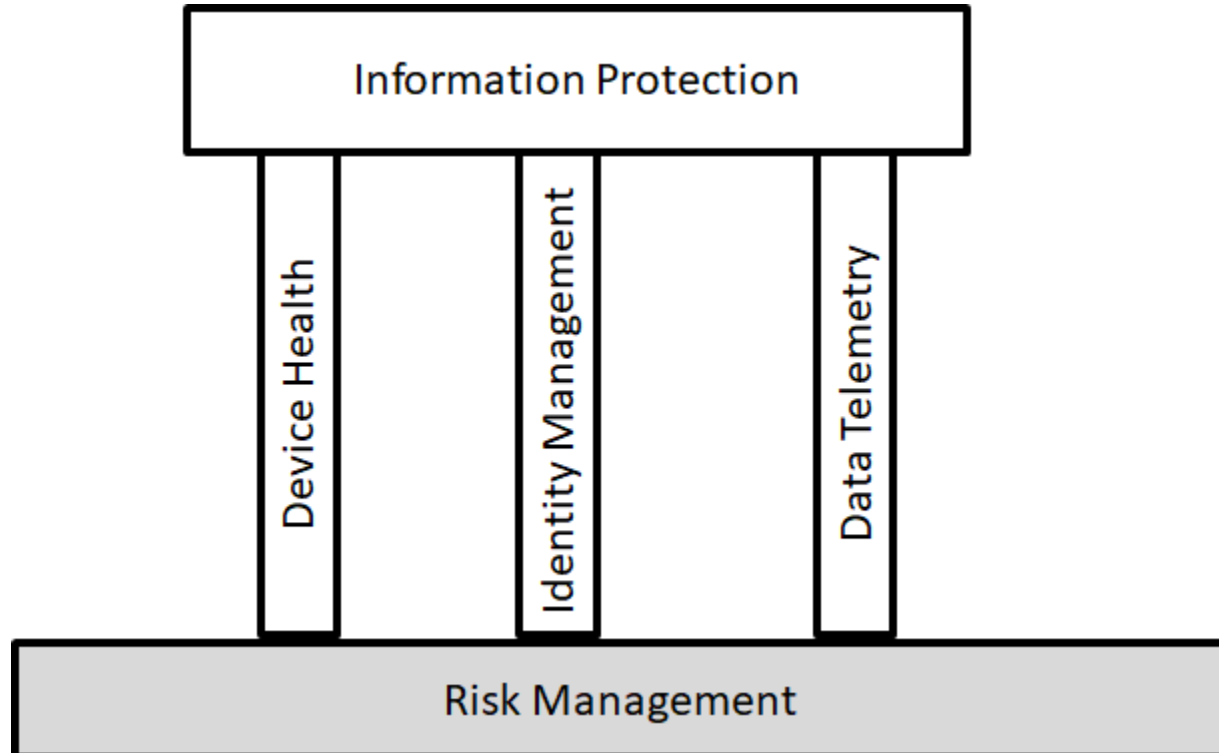 Information Protection
Device Health
Identity Management
Data Telemetry
Risk Management